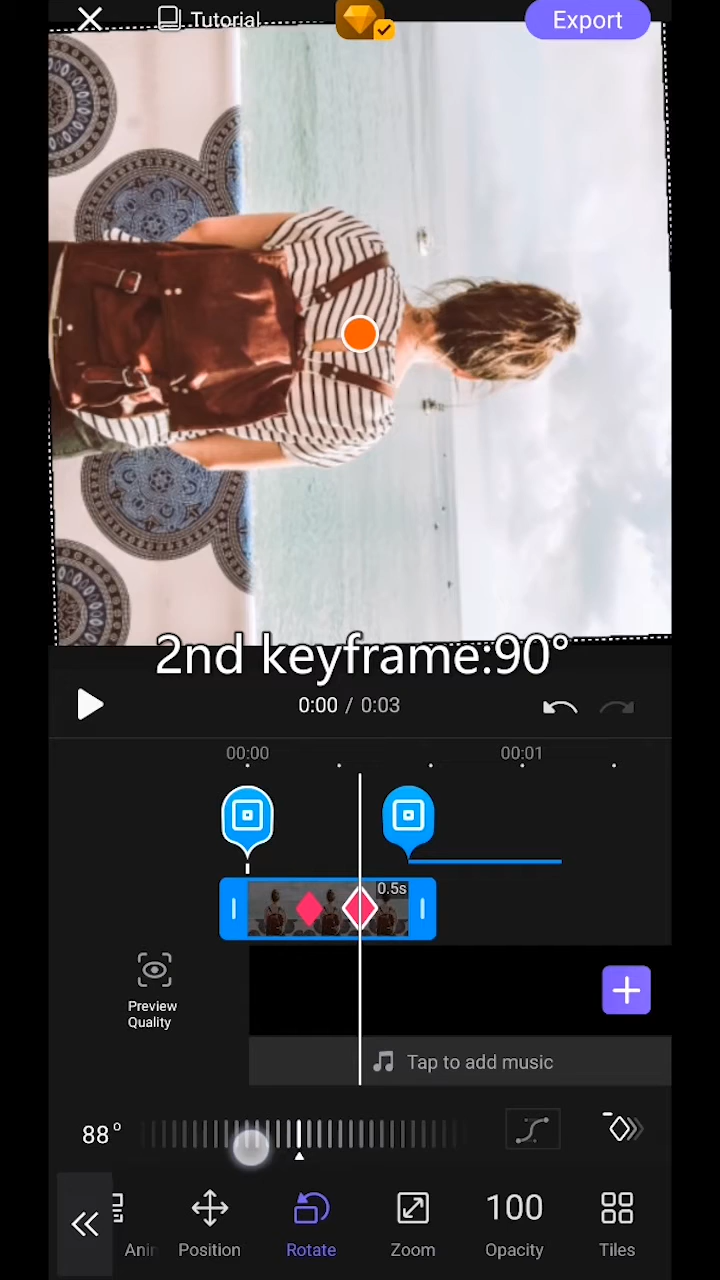 Tutorial
Export
2nd keyframe:90°
0:00 / 0:03
00:00
00:01
0.5s
Preview
Quality
Tap to add music
88°
Anir
Position
Rotate
Zoom
100
Opacity
Tiles